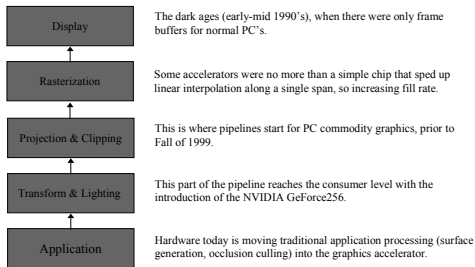 Display
The dark ages (early-mid 1990's), when there were only frame
buffers for normal PC's.
Rasterization
Some accelerators were no more than a simple chip that sped up
linear interpolation along a single span, so increasing fill rate.
Projection & Clipping
This is where pipelines start for PC commodity graphics, prior to
Fall of 1999.
Transform & Lighting
This part of the pipeline reaches the consumer level with the
introduction of the NVIDIA GeForce256.
Application
Hardware today is moving traditional application processing (surface
generation, occlusion culling) into the graphics accelerator.